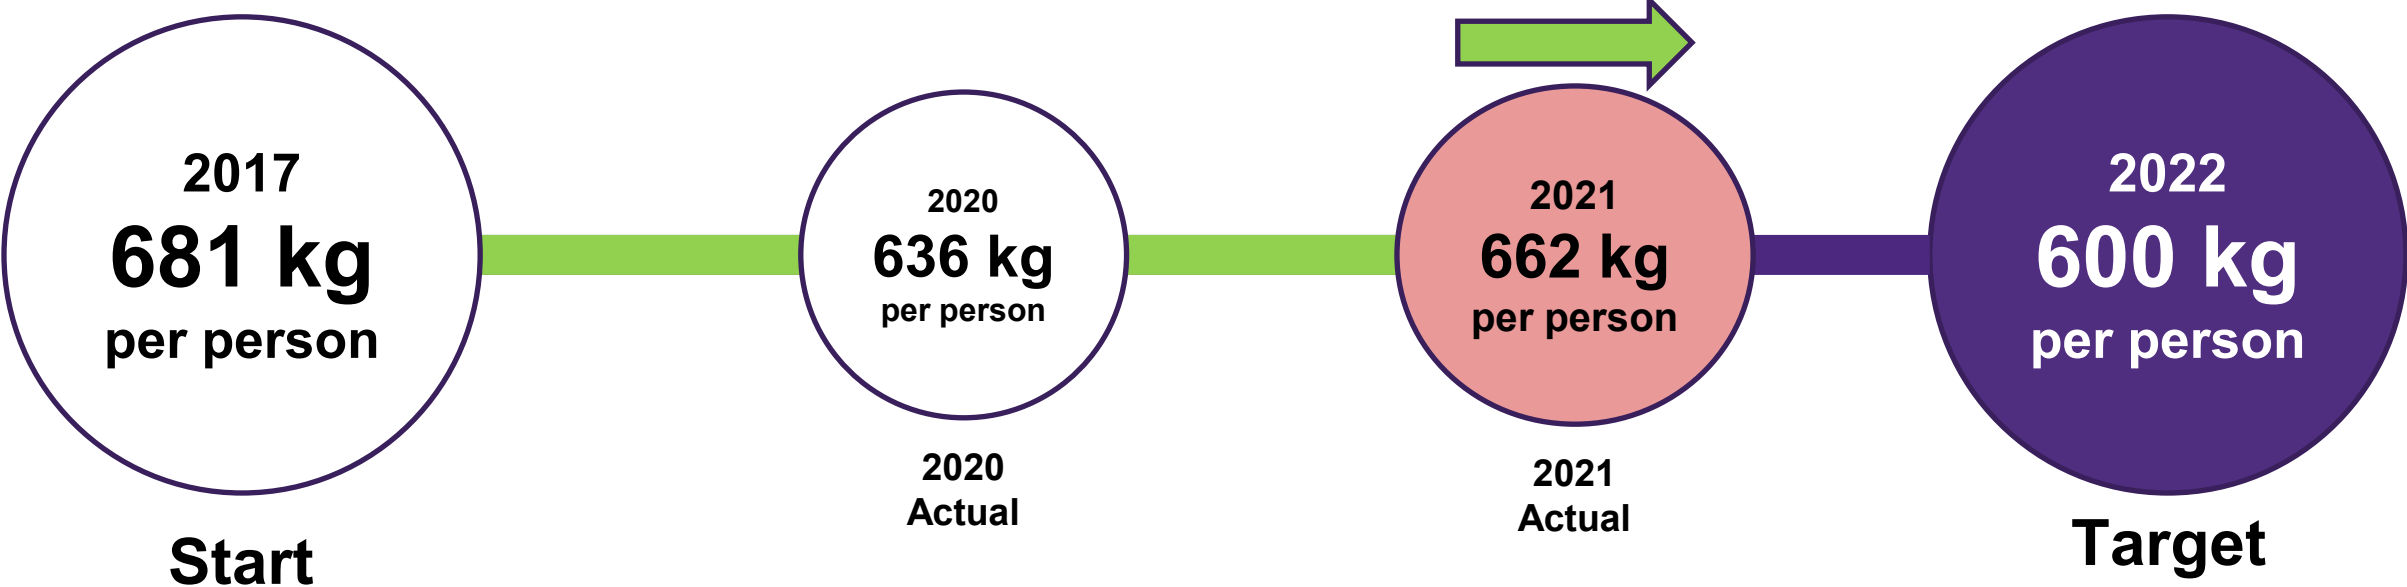 2017
681 kg
per person
Start
2020
636 kg
per person
2020
Actual
2021
662 kg
per person
2021
Actual
2022
600 kg
per person
Target